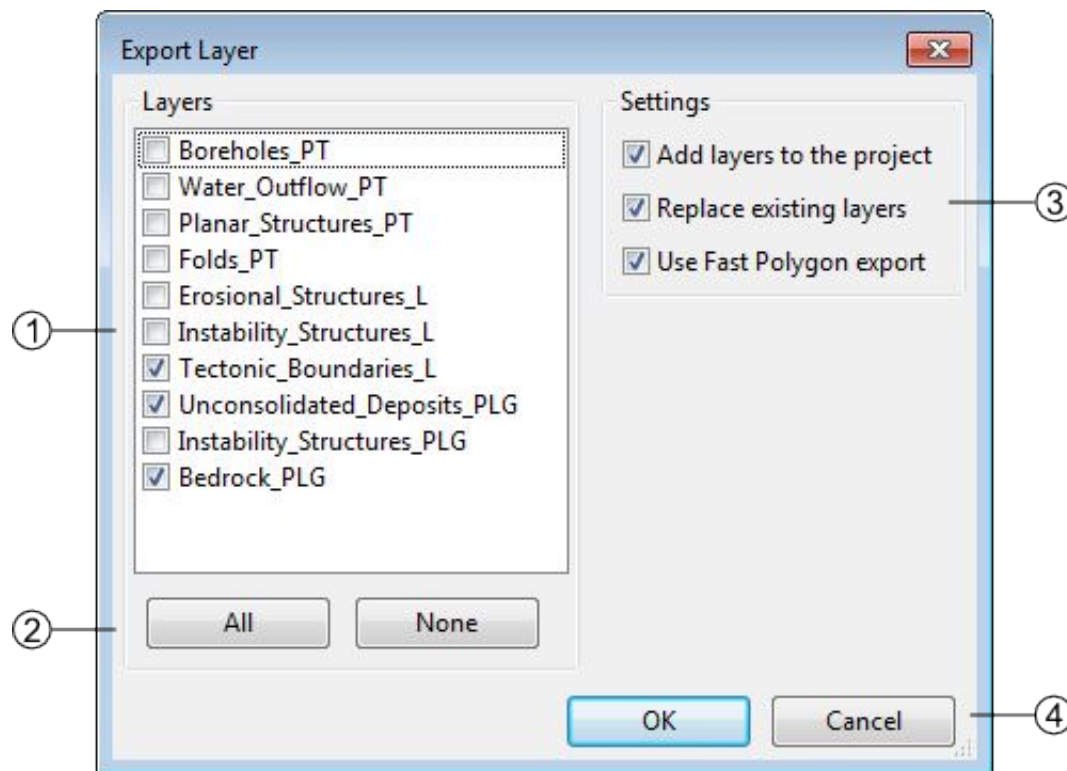 Export Layer
Layers
Boreholes_PT
Water_Outflow_PT
Planar_Structures_PT
Folds_PT
Erosional_Structures_L
Instability_Structures_L
Tectonic_Boundaries_L
Unconsolidated_Deposits_PLG
Instability_Structures_PLG
Bedrock_PLG
All
None
Settings
Add layers to the project
Replace existing layers
Use Fast Polygon export
OK
Cancel
1
2
3
4